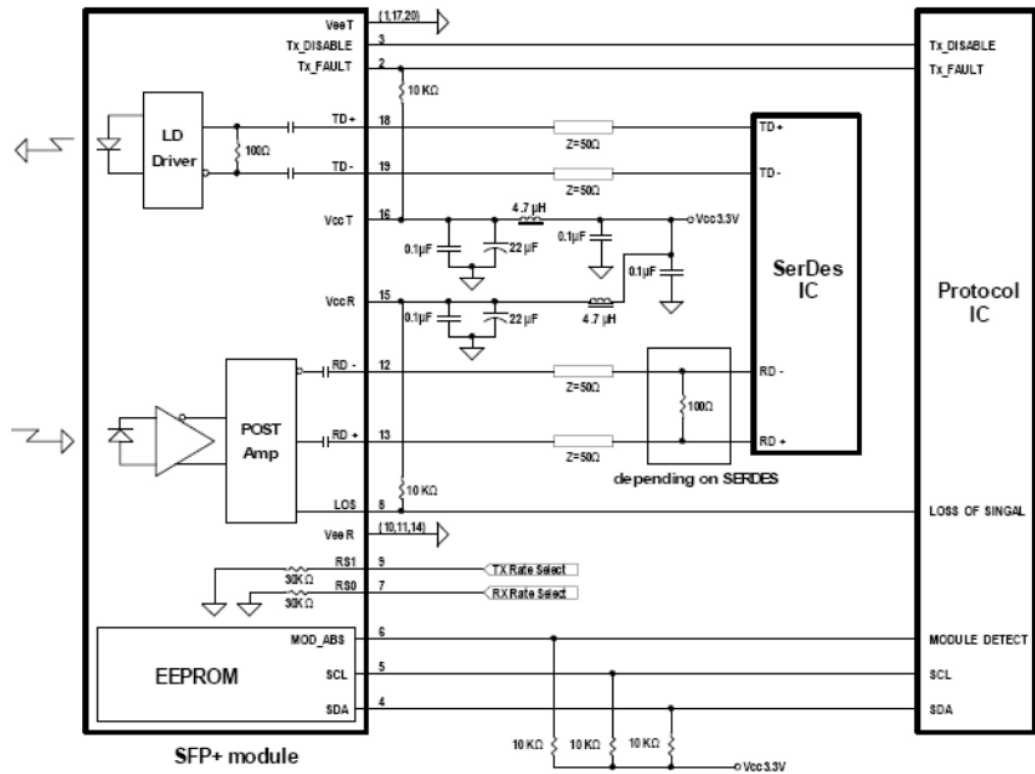 VeeT (1,17,20)
Tx_DISABLE 3 Tx_DISABLE
Tx_FAULT 2 Tx_FAULT
10 KΩ
LD
Driver
100Ω
TD+ 18 Z=50Ω TD+
TD- 19 Z=50Ω TD-
VccT 16 4.7 µH Vcc3.3V
0.1µF 22 µF 0.1µF 0.1µF
SerDes
IC
Protocol
IC
VccR 15 4.7 µH
0.1µF 22 µF
RD - 12 Z=50Ω RD -
100Ω
POST
Amp
RD + 13 Z=50Ω RD +
depending on SERDES
10 KΩ
LOS 8 LOSS OF SINGAL
VeeR (10,11,14)
RS1 9 TX Rate Select
30KΩ
RS0 7 RX Rate Select
30KΩ
MOD_ABS 6 MODULE DETECT
EEPROM
SCL 5 SCL
SDA 4 SDA
10 KΩ 10 KΩ 10 KΩ
Vcc3.3V
SFP+ module